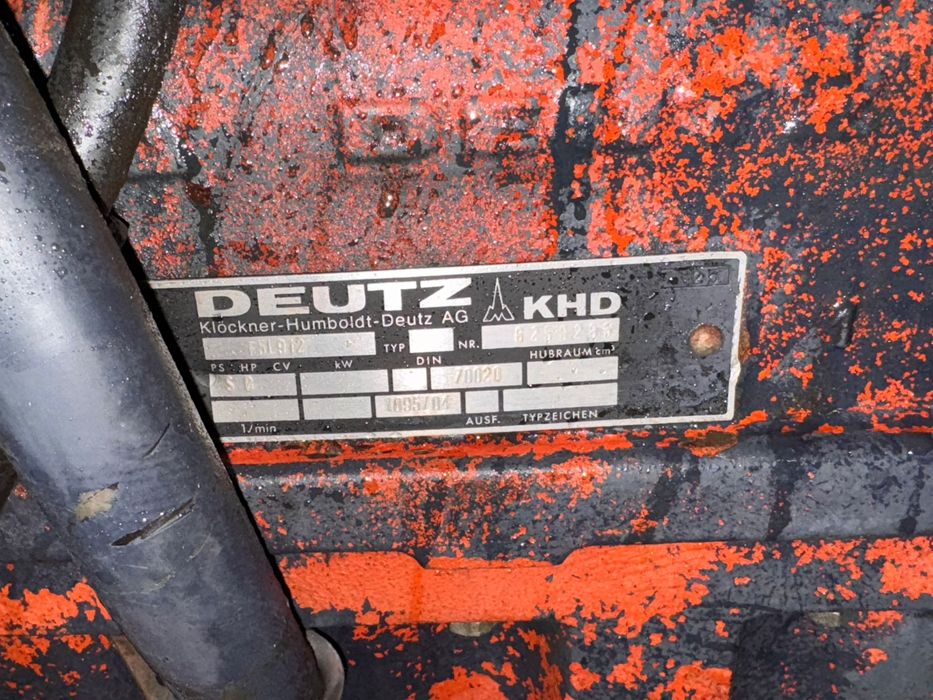 DEUTZ KHD
Klöckner-Humboldt-Deutz AG
F5L912 TYP NR.
PS HP CV kW DIN HUBRAUM cm³
70020
1095/04
1/min AUSF. TYPZEICHEN